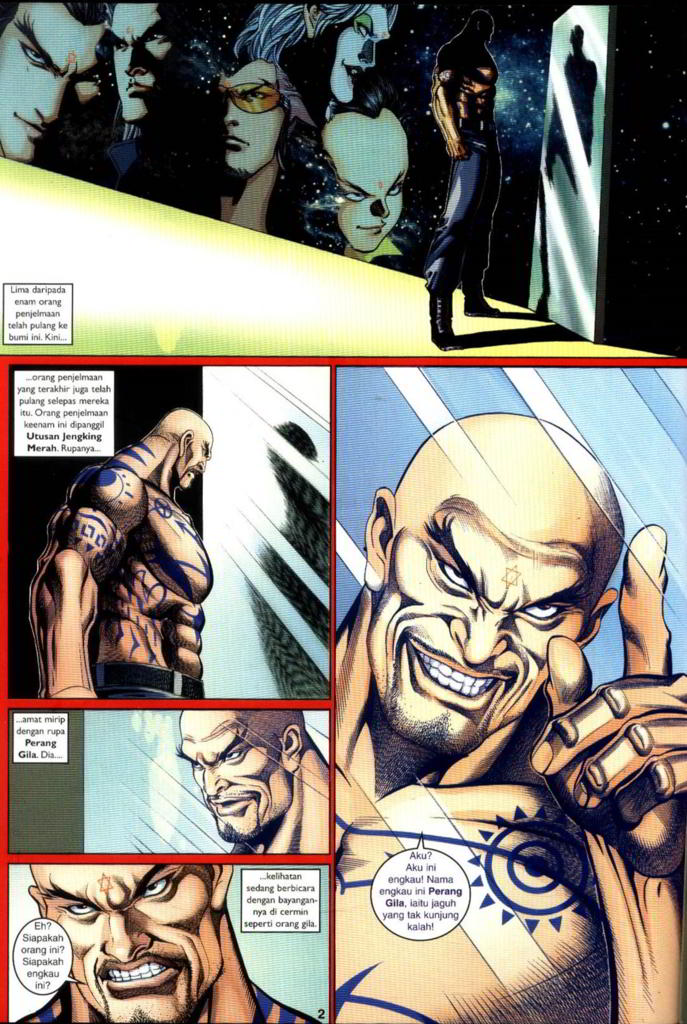 Lima daripada
enam orang
penjelmaan
telah pulang ke
bumi ini. Kini...
...orang penjelmaan
yang terakhir juga telah
pulang selepas mereka
itu. Orang penjelmaan
keenam ini dipanggil
Utusan Jengking
Merah. Rupanya...
...amat mirip
dengan rupa
Perang
Gila. Dia....
...kelihatan
sedang berbicara
dengan bayangan-
nya di cermin
seperti orang gila.
Eh?
Siapakah
orang ini?
Siapakah
engkau
ini?
2
Aku?
Aku ini
engkau! Nama
engkau ini Perang
Gila, iaitu jaguh
yang tak kunjung
kalah!